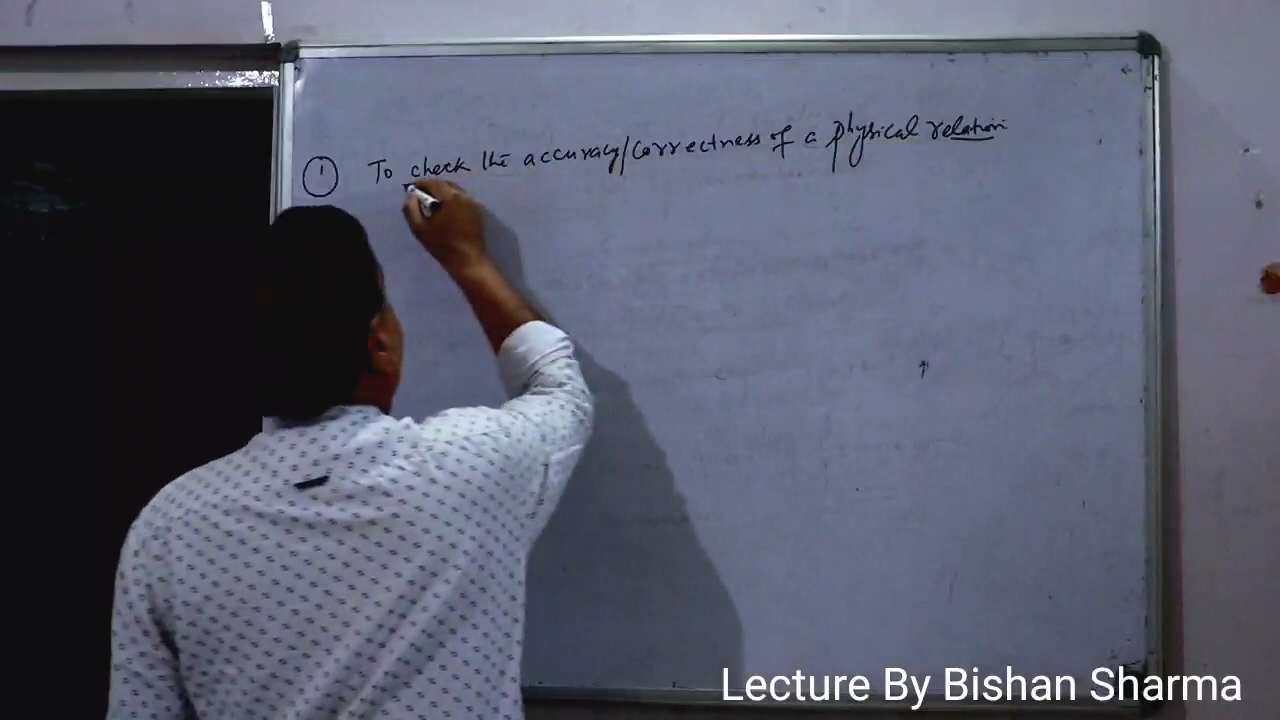 ① To check the accuracy/correctness of a physical relation
Lecture By Bishan Sharma